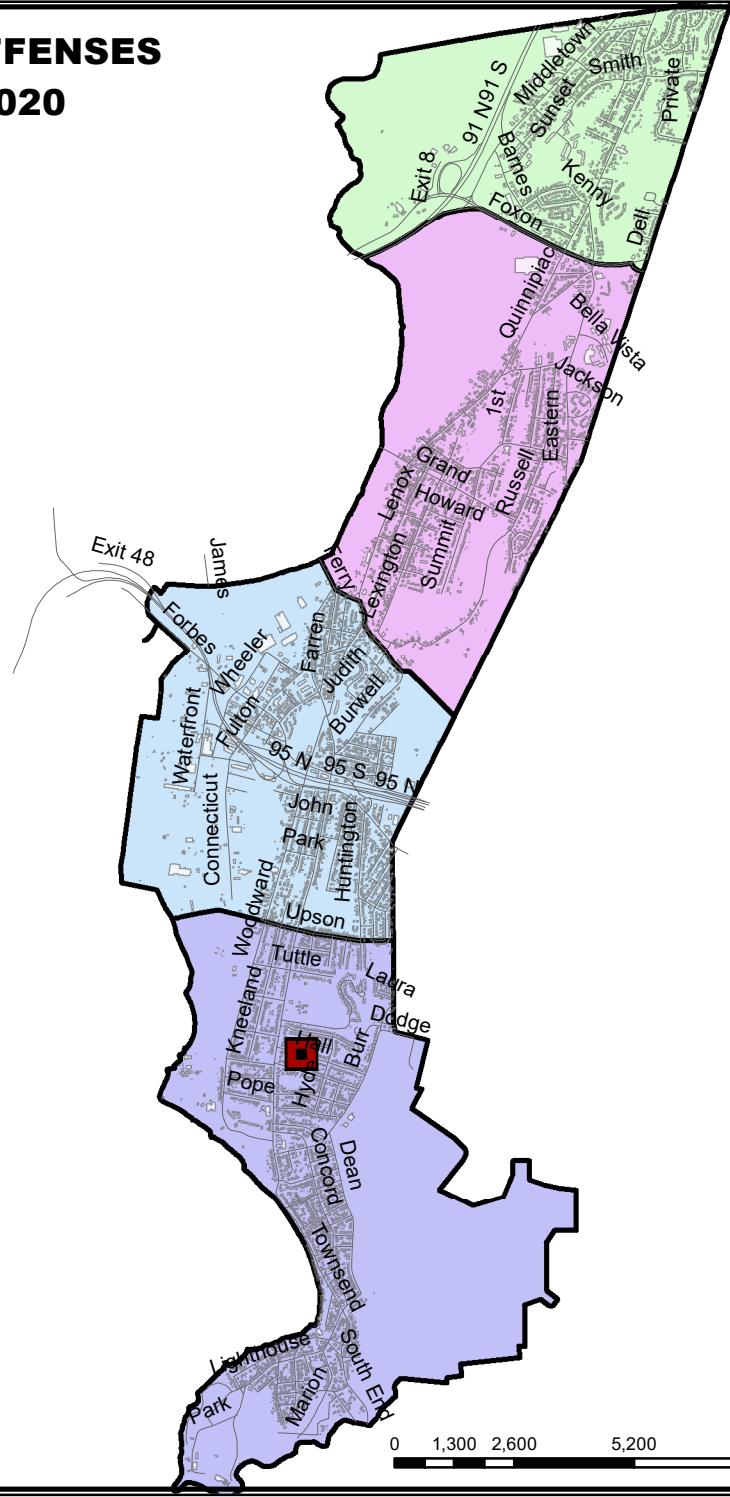 FFENSES
020
Middletown
Smith
Private
Sunset
91 N
91 S
Barnes
Exit 8
Kenny
Foxon
Dell
Quinnipiac
Bella Vista
Jackson
1st
Eastern
Grand
Russell
Lenox
Howard
Summit
Exit 48
James
Ferry
Lexington
Forbes
Farren
Wheeler
Judith
Burwell
Fulton
Waterfront
95 N
95 S
95 N
Connecticut
John
Park
Huntington
Woodward
Upson
Tuttle
Laura
Kneeland
Dodge
Hall
Burr
Pope
Hyde
Concord
Dean
Townsend
Lighthouse
South End
Marion
Park
0 1,300 2,600 5,200